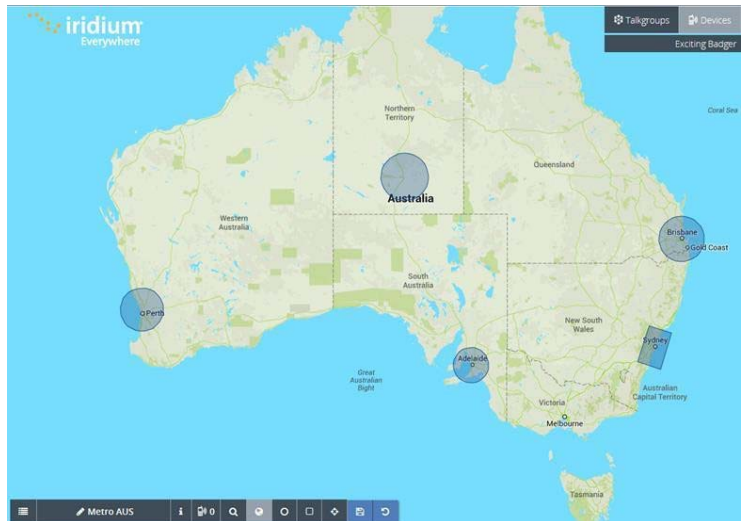 iridium
Everywhere
Talkgroups
Devices
Exciting Badger
Coral Sea
Northern
Territory
Queensland
Australia
Western
Australia
Brisbane
Gold Coast
South
Australia
Perth
New South
Wales
Sydney
Adelaide
Great
Australian
Bight
Australian
Capital Territory
Victoria
Melbourne
Tasmania
Metro AUS
i
0